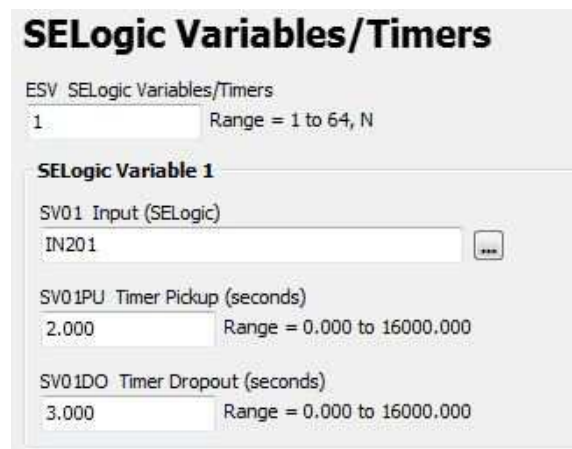 SELogic Variables/Timers
ESV SELogic Variables/Timers
1 Range = 1 to 64, N
SELogic Variable 1
SV01 Input (SELogic)
IN201 ...
SV01PU Timer Pickup (seconds)
2.000 Range = 0.000 to 16000.000
SV01DO Timer Dropout (seconds)
3.000 Range = 0.000 to 16000.000